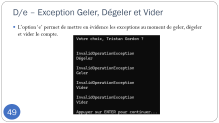 D/e – Exception Geler, Dégeler et Vider
• L'option 'e' permet de mettre en évidence les exceptions au moment de geler, dégeler
et vider le compte.
Votre choix, Tristan Gordon ?
InvalidOperationException
Dégeler
InvalidOperationException
Geler
InvalidOperationException
Vider
InvalidOperationException
Vider
Appuyer sur ENTER pour continuer...
49